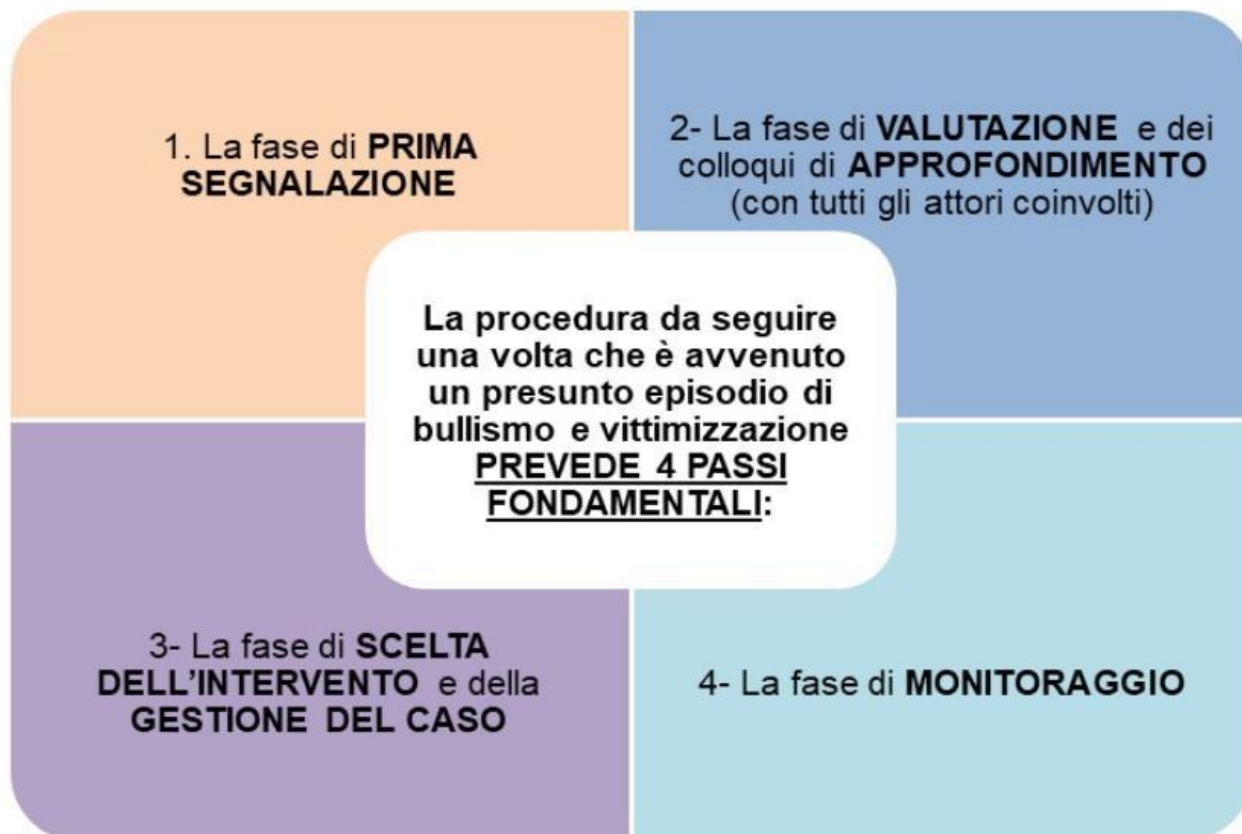 1. La fase di PRIMA
SEGNALAZIONE
2- La fase di VALUTAZIONE e dei
colloqui di APPROFONDIMENTO
(con tutti gli attori coinvolti)
La procedura da seguire
una volta che è avvenuto
un presunto episodio di
bullismo e vittimizzazione
PREVEDE 4 PASSI
FONDAMENTALI:
3- La fase di SCELTA
DELL’INTERVENTO e della
GESTIONE DEL CASO
4- La fase di MONITORAGGIO